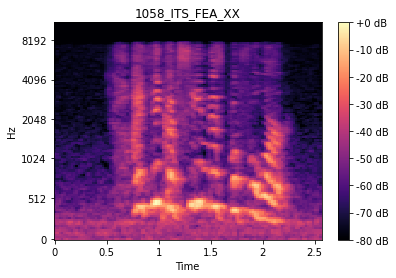 1058_ITS_FEA_XX
8192
4096
2048
1024
512
0
Hz
0
0.5
1
1.5
2
2.5
Time
+0 dB
-10 dB
-20 dB
-30 dB
-40 dB
-50 dB
-60 dB
-70 dB
-80 dB